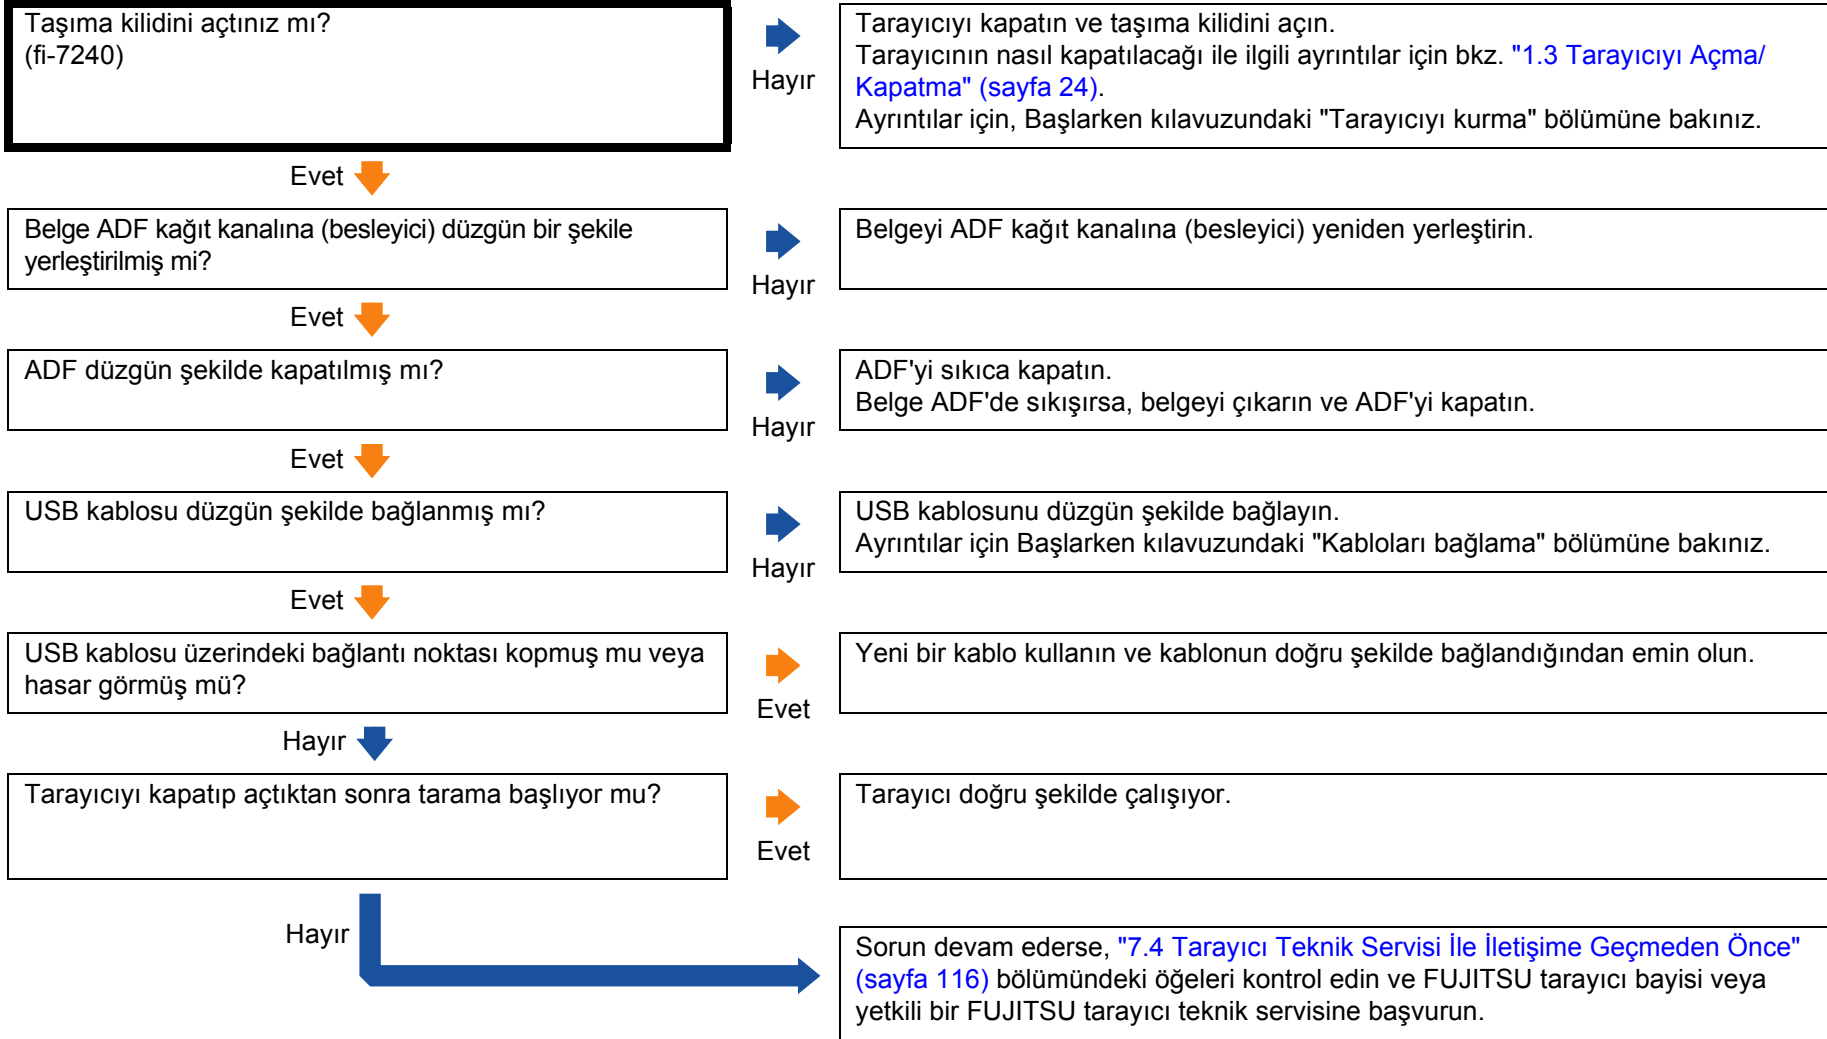 Taşıma kilidini açtınız mı?
(fi-7240)
Hayır
Tarayıcıyı kapatın ve taşıma kilidini açın.
Tarayıcının nasıl kapatılacağı ile ilgili ayrıntılar için bkz. "1.3 Tarayıcıyı Açma/
Kapatma" (sayfa 24).
Ayrıntılar için, Başlarken kılavuzundaki "Tarayıcıyı kurma" bölümüne bakınız.
Evet
Belge ADF kağıt kanalına (besleyici) düzgün bir şekile
yerleştirilmiş mi?
Hayır
Belgeyi ADF kağıt kanalına (besleyici) yeniden yerleştirin.
Evet
ADF düzgün şekilde kapatılmış mı?
Hayır
ADF'yi sıkıca kapatın.
Belge ADF'de sıkışırsa, belgeyi çıkarın ve ADF'yi kapatın.
Evet
USB kablosu düzgün şekilde bağlanmış mı?
Hayır
USB kablosunu düzgün şekilde bağlayın.
Ayrıntılar için Başlarken kılavuzundaki "Kabloları bağlama" bölümüne bakınız.
Evet
USB kablosu üzerindeki bağlantı noktası kopmuş mu veya
hasar görmüş mü?
Evet
Yeni bir kablo kullanın ve kablonun doğru şekilde bağlandığından emin olun.
Hayır
Tarayıcıyı kapatıp açtıktan sonra tarama başlıyor mu?
Evet
Tarayıcı doğru şekilde çalışıyor.
Hayır
Sorun devam ederse, "7.4 Tarayıcı Teknik Servisi İle İletişime Geçmeden Önce"
(sayfa 116) bölümündeki öğeleri kontrol edin ve FUJITSU tarayıcı bayisi veya
yetkili bir FUJITSU tarayıcı teknik servisine başvurun.